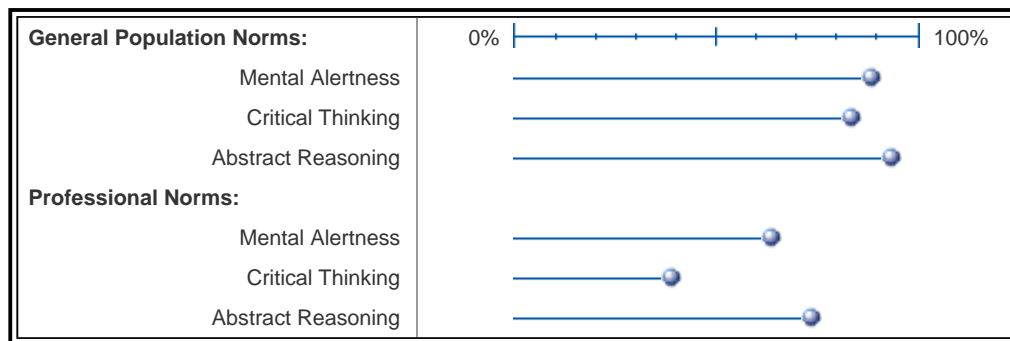 General Population Norms: 0% 100%
Mental Alertness
Critical Thinking
Abstract Reasoning
Professional Norms:
Mental Alertness
Critical Thinking
Abstract Reasoning